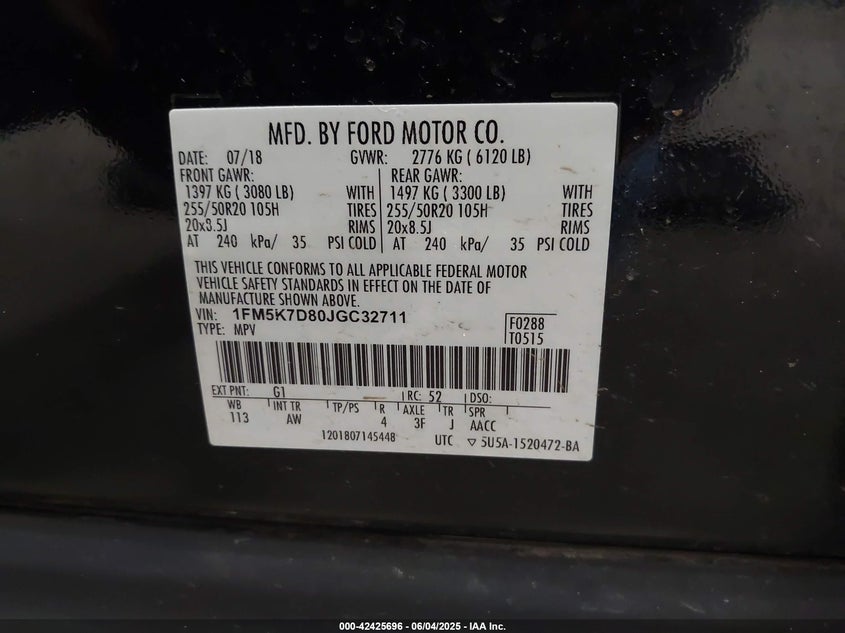 MFD. BY FORD MOTOR CO.
DATE: 07/18 GVWR: 2776 KG ( 6120 LB)
FRONT GAWR: REAR GAWR:
1397 KG ( 3080 LB) WITH 1497 KG ( 3300 LB) WITH
255/50R20 105H TIRES 255/50R20 105H TIRES
20x8.5J RIMS 20x8.5J RIMS
AT 240 kPa/ 35 PSI COLD AT 240 kPa/ 35 PSI COLD
THIS VEHICLE CONFORMS TO ALL APPLICABLE FEDERAL MOTOR
VEHICLE SAFETY STANDARDS IN EFFECT ON THE DATE OF
MANUFACTURE SHOWN ABOVE.
VIN: 1FM5K7D80JGC32711 F0288
TYPE: MPV T0515
EXT PNT: G1 RC: 52 DSO:
WB INT TR TP/PS R AXLE TR SPR
113 AW 4 3F J AACC
1201807145448 UTC ▽ 5U5A-1520472-BA
000-42425696 - 06/04/2025 - IAA Inc.